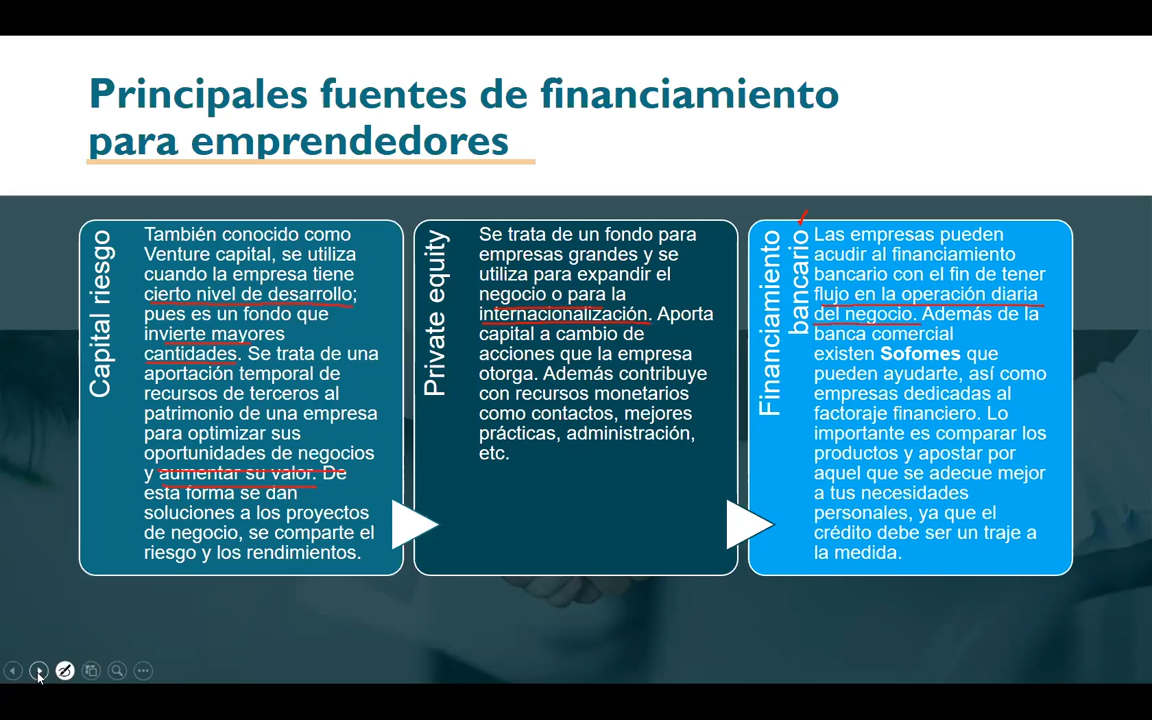 Principales fuentes de financiamiento
para emprendedores
Capital riesgo
También conocido como
Venture capital, se utiliza
cuando la empresa tiene
cierto nivel de desarrollo;
pues es un fondo que
invierte mayores
cantidades. Se trata de una
aportación temporal de
recursos de terceros al
patrimonio de una empresa
para optimizar sus
oportunidades de negocios
y aumentar su valor. De
esta forma se dan
soluciones a los proyectos
de negocio, se comparte el
riesgo y los rendimientos.
Private equity
Se trata de un fondo para
empresas grandes y se
utiliza para expandir el
negocio o para la
internacionalización. Aporta
capital a cambio de
acciones que la empresa
otorga. Además contribuye
con recursos monetarios
como contactos, mejores
prácticas, administración,
etc.
Financiamiento
bancario
Las empresas pueden
acudir al financiamiento
bancario con el fin de tener
flujo en la operación diaria
del negocio. Además de la
banca comercial
existen Sofomes que
pueden ayudarte, así como
empresas dedicadas al
factoraje financiero. Lo
importante es comparar los
productos y apostar por
aquel que se adecue mejor
a tus necesidades
personales, ya que el
crédito debe ser un traje a
la medida.